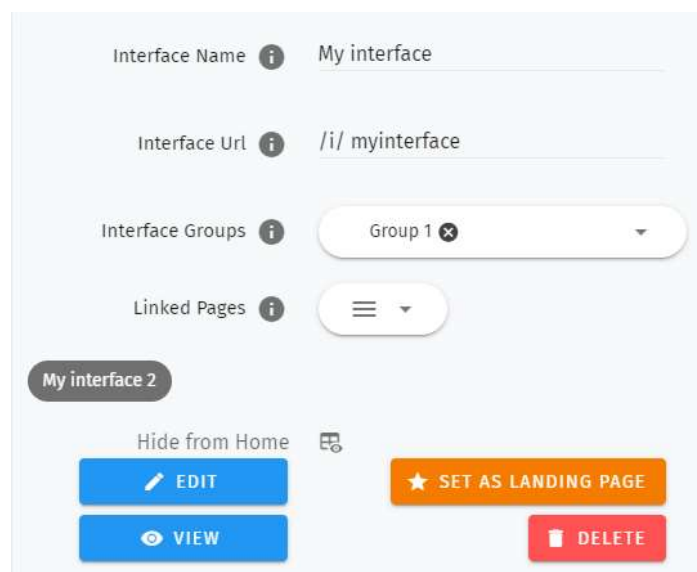 Interface Name My interface
Interface Url /i/ myinterface
Interface Groups Group 1
Linked Pages
My interface 2
Hide from Home
EDIT SET AS LANDING PAGE
VIEW DELETE